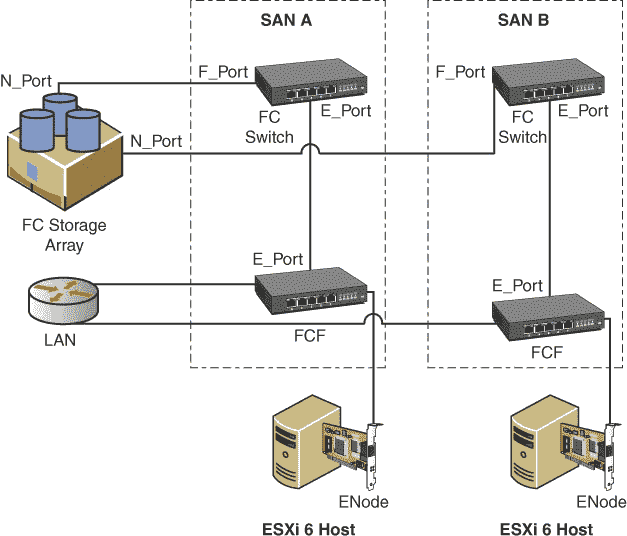 SAN A
SAN B
N_Port
F_Port
F_Port
FC
Switch
E_Port
FC
Switch
E_Port
N_Port
FC Storage
Array
E_Port
E_Port
LAN
FCF
FCF
ENode
ENode
ESXi 6 Host
ESXi 6 Host